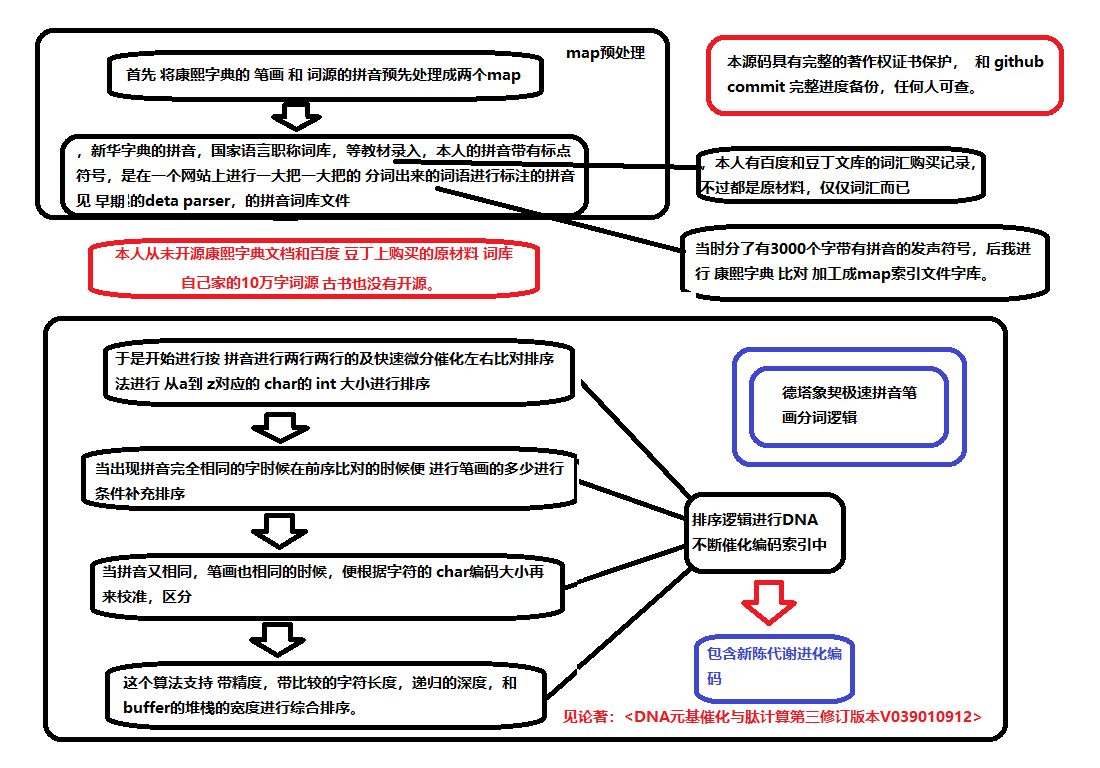 map预处理
首先 将康熙字典的 笔画 和 词源的拼音预先处理成两个map
本源码具有完整的著作权证书保护， 和 github
commit 完整进度备份，任何人可查。
，新华字典的拼音，国家语言职称词库，等教材录入，本人的拼音带有标点
符号，是在一个网站上进行一大把一大把的 分词出来的词语进行标注的拼音
见 早期 的deta parser，的拼音词库文件
，本人有百度和豆丁文库的词汇购买记录，
不过都是原材料，仅仅词汇而已
本人从未开源康熙字典文档和百度 豆丁上购买的原材料 词库
自己家的10万字词源 古书也没有开源。
当时分了有3000个字带有拼音的发声符号，后我进
行 康熙字典 比对 加工成map索引文件字库。
于是开始进行按 拼音进行两行两行的及快速微分催化左右比对排序
法进行 从a到 z对应的 char的 int 大小进行排序
德塔象契极速拼音笔
画分词逻辑
当出现拼音完全相同的字时候在前序比对的时候便 进行笔画的多少进行
条件补充排序
排序逻辑进行DNA
不断催化编码索引中
当拼音又相同，笔画也相同的时候，便根据字符的 char编码大小再
来校准，区分
包含新陈代谢进化编
码
这个算法支持 带精度，带比较的字符长度，递归的深度，和
buffer的堆栈的宽度进行综合排序。
见论著：<DNA元基催化与肽计算第三修订版本V039010912>